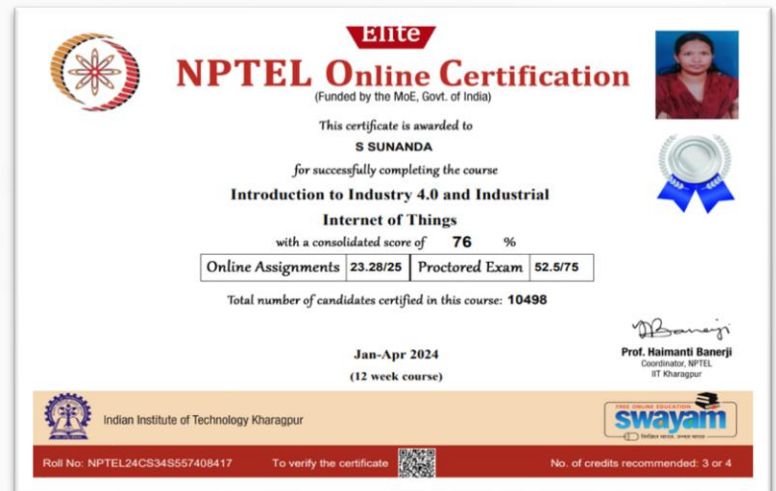 Elite
NPTEL Online Certification
(Funded by the MoE, Govt. of India)
This certificate is awarded to
S SUNANDA
for successfully completing the course
Introduction to Industry 4.0 and Industrial
Internet of Things
with a consolidated score of 76 %
Online Assignments 23.28/25 Proctored Exam 52.5/75
Total number of candidates certified in this course: 10498
Jan-Apr 2024
(12 week course)
Prof. Haimanti Banerji
Coordinator, NPTEL
IIT Kharagpur
Indian Institute of Technology Kharagpur
FREE ONLINE EDUCATION
swayam
Roll No: NPTEL24CS34S557408417 To verify the certificate No. of credits recommended: 3 or 4